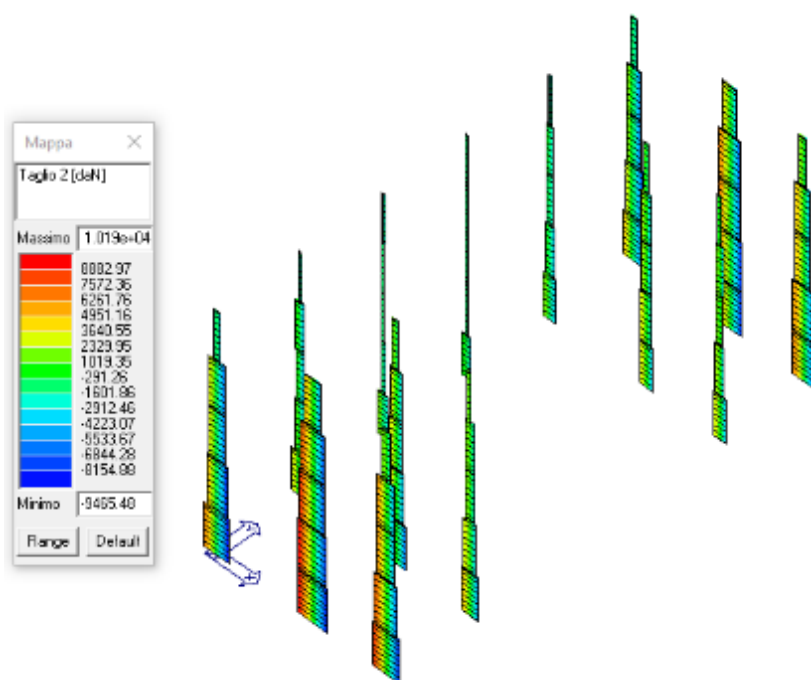 Mappa
Taglio 2 [daN]
Massimo 1.019e+04
8882.97
7572.36
6261.76
4951.16
3640.55
2329.95
1019.35
-291.26
-1601.86
-2912.46
-4223.07
-5533.67
-6844.28
-8154.88
Minimo -9465.48
Range Default